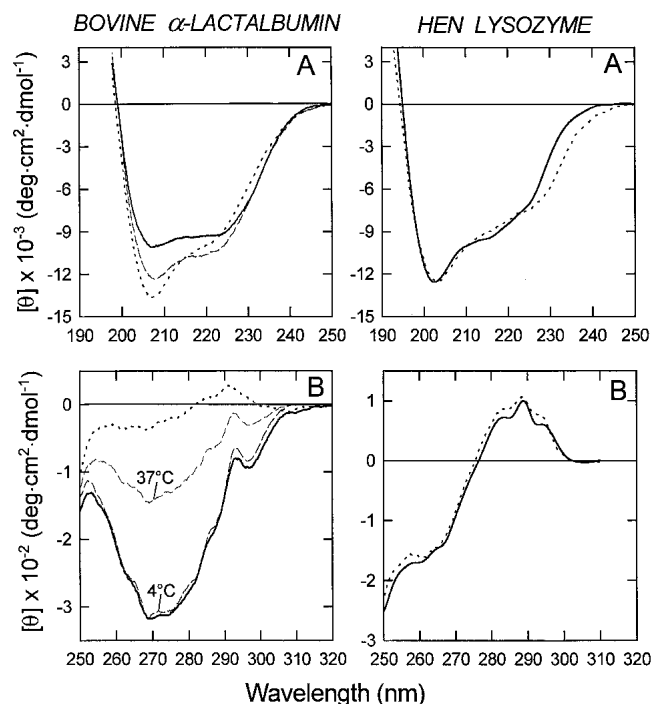 BOVINE α-LACTALBUMIN
HEN LYSOZYME
A
3
0
-3
-6
-9
-12
-15
190 200 210 220 230 240 250
A
3
0
-3
-6
-9
-12
-15
190 200 210 220 230 240 250
[θ] x 10⁻³ (deg·cm²·dmol⁻¹)
B
0
-1
-2
-3
37°C
4°C
250 260 270 280 290 300 310 320
B
1
0
-1
-2
-3
250 260 270 280 290 300 310 320
[θ] x 10⁻² (deg·cm²·dmol⁻¹)
Wavelength (nm)